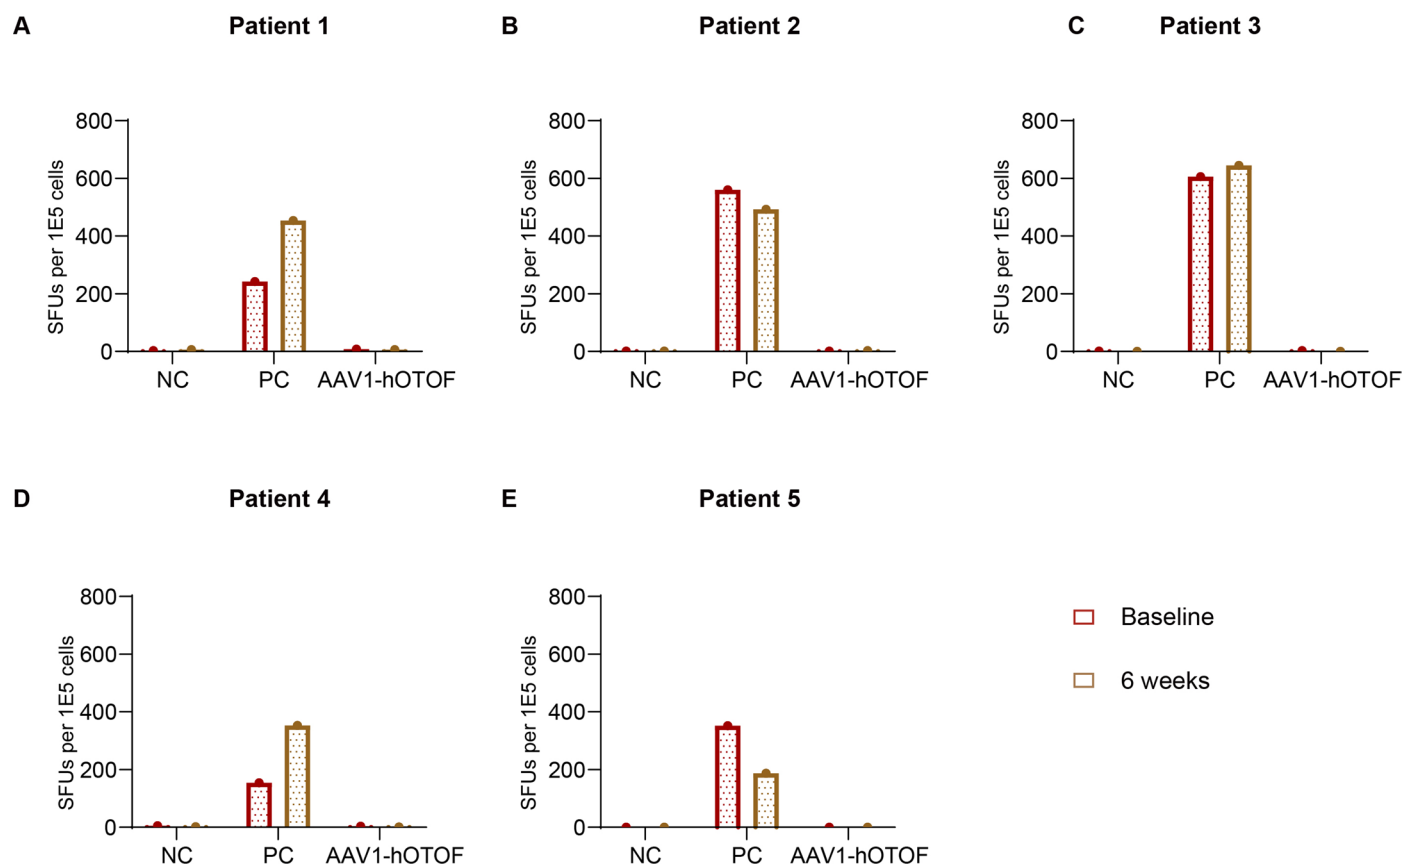 A Patient 1
B Patient 2
C Patient 3
SFUs per 1E5 cells
800
600
400
200
0
NC PC AAV1-hOTOF
SFUs per 1E5 cells
800
600
400
200
0
NC PC AAV1-hOTOF
SFUs per 1E5 cells
800
600
400
200
0
NC PC AAV1-hOTOF
D Patient 4
E Patient 5
SFUs per 1E5 cells
800
600
400
200
0
NC PC AAV1-hOTOF
SFUs per 1E5 cells
800
600
400
200
0
NC PC AAV1-hOTOF
Baseline
6 weeks